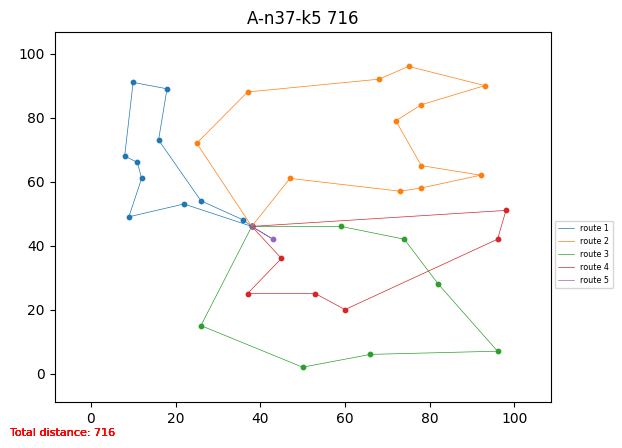 A-n37-k5 716
100
80
60
40
20
0
0 20 40 60 80 100
route 1
route 2
route 3
route 4
route 5
Total distance: 716